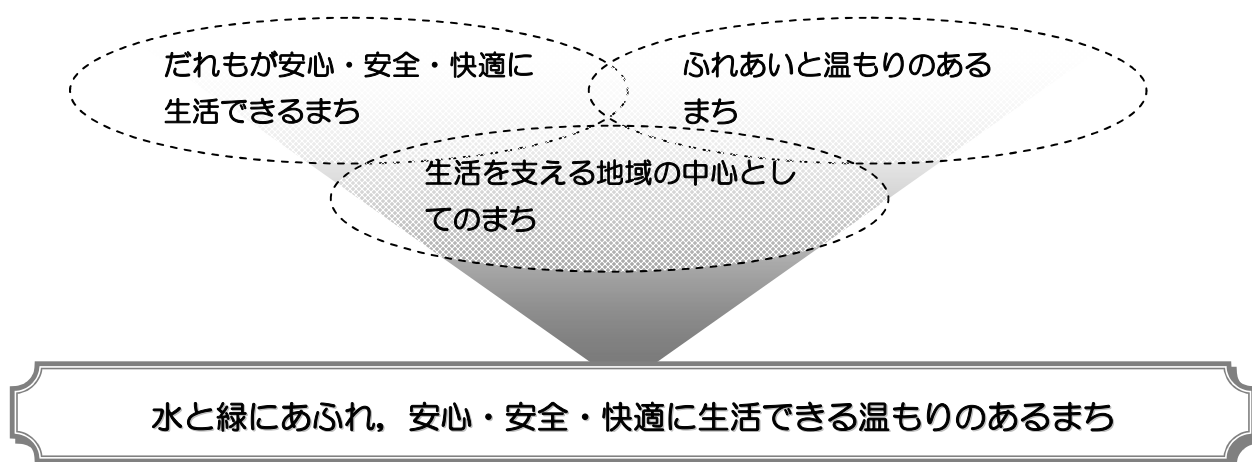 だれもが安心・安全・快適に
生活できるまち
ふれあいと温もりのある
まち
生活を支える地域の中心とし
てのまち
水と緑にあふれ，安心・安全・快適に生活できる温もりのあるまち